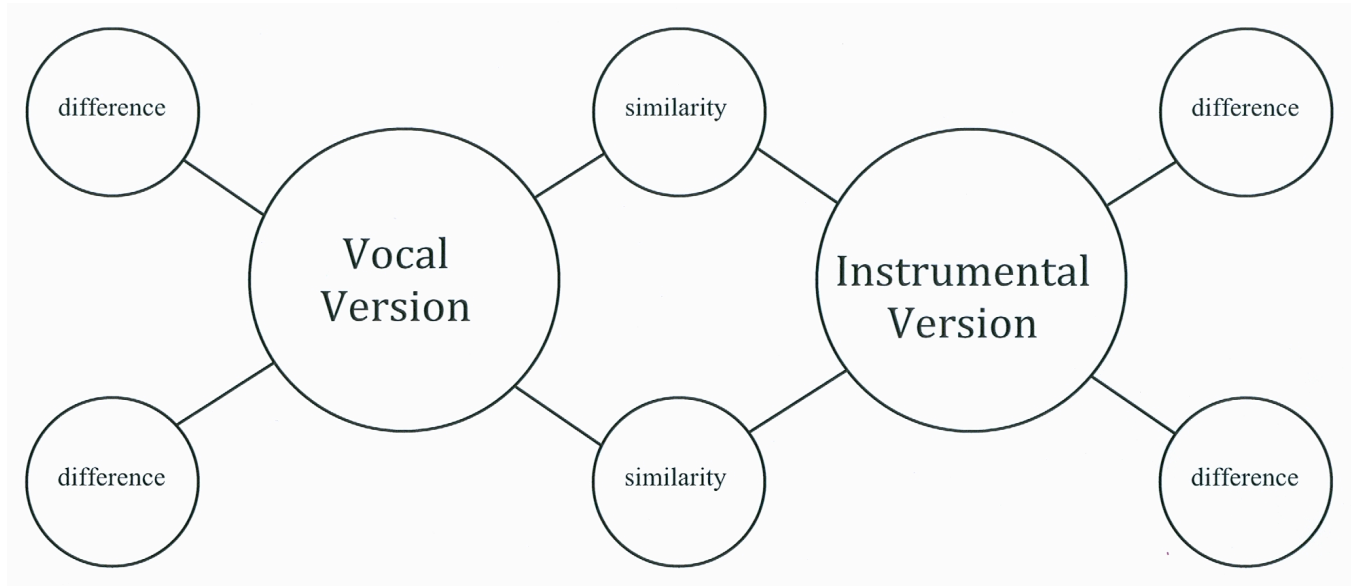 difference
similarity
difference
Vocal
Version
Instrumental
Version
difference
similarity
difference